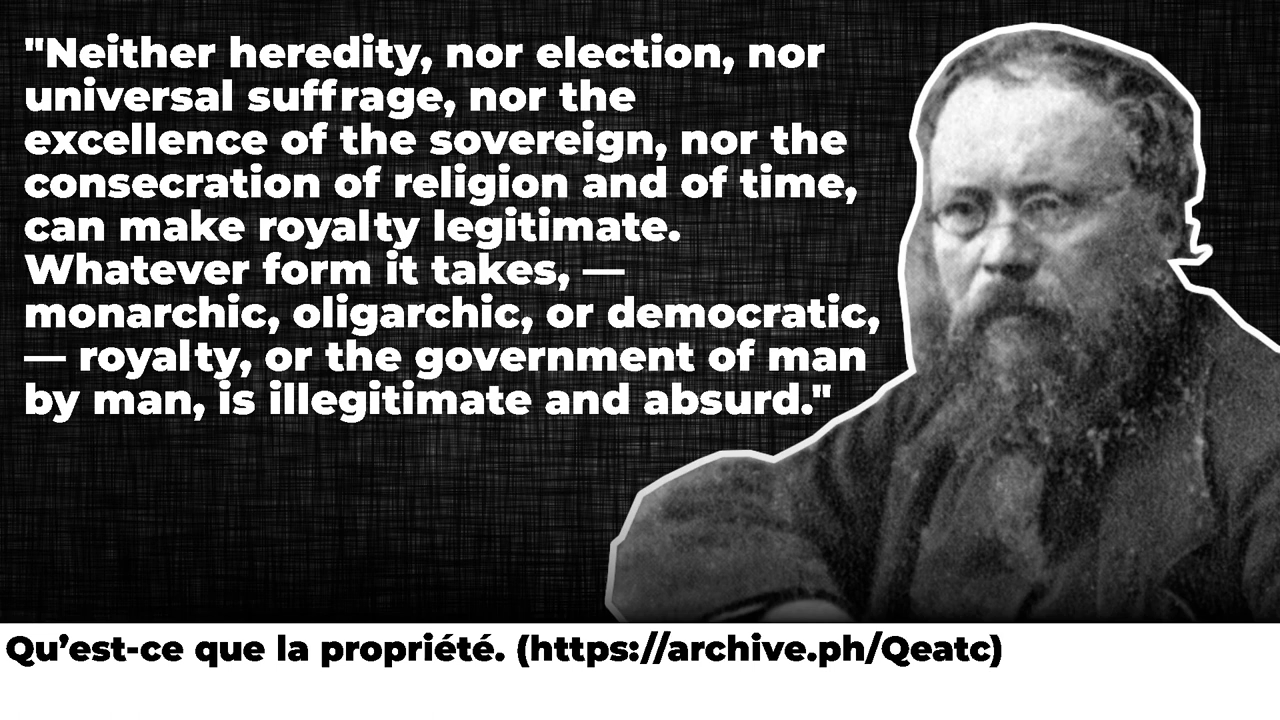 "Neither heredity, nor election, nor
universal suffrage, nor the
excellence of the sovereign, nor the
consecration of religion and of time,
can make royalty legitimate.
Whatever form it takes, —
monarchic, oligarchic, or democratic,
— royalty, or the government of man
by man, is illegitimate and absurd."
Qu’est-ce que la propriété. (https://archive.ph/Qeatc)